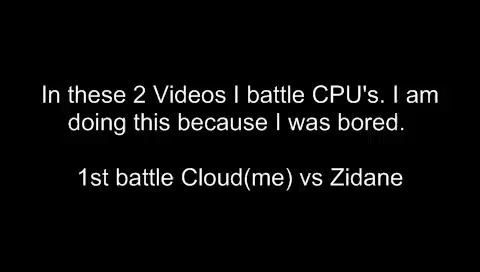 In these 2 Videos I battle CPU's. I am
doing this because I was bored.
1st battle Cloud(me) vs Zidane